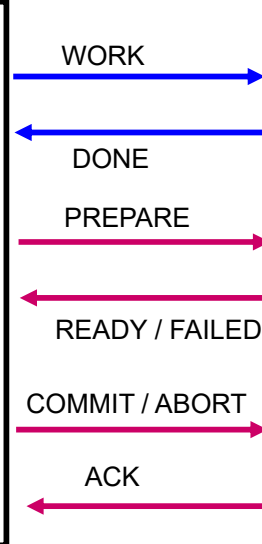 WORK
DONE
PREPARE
READY / FAILED
COMMIT / ABORT
ACK